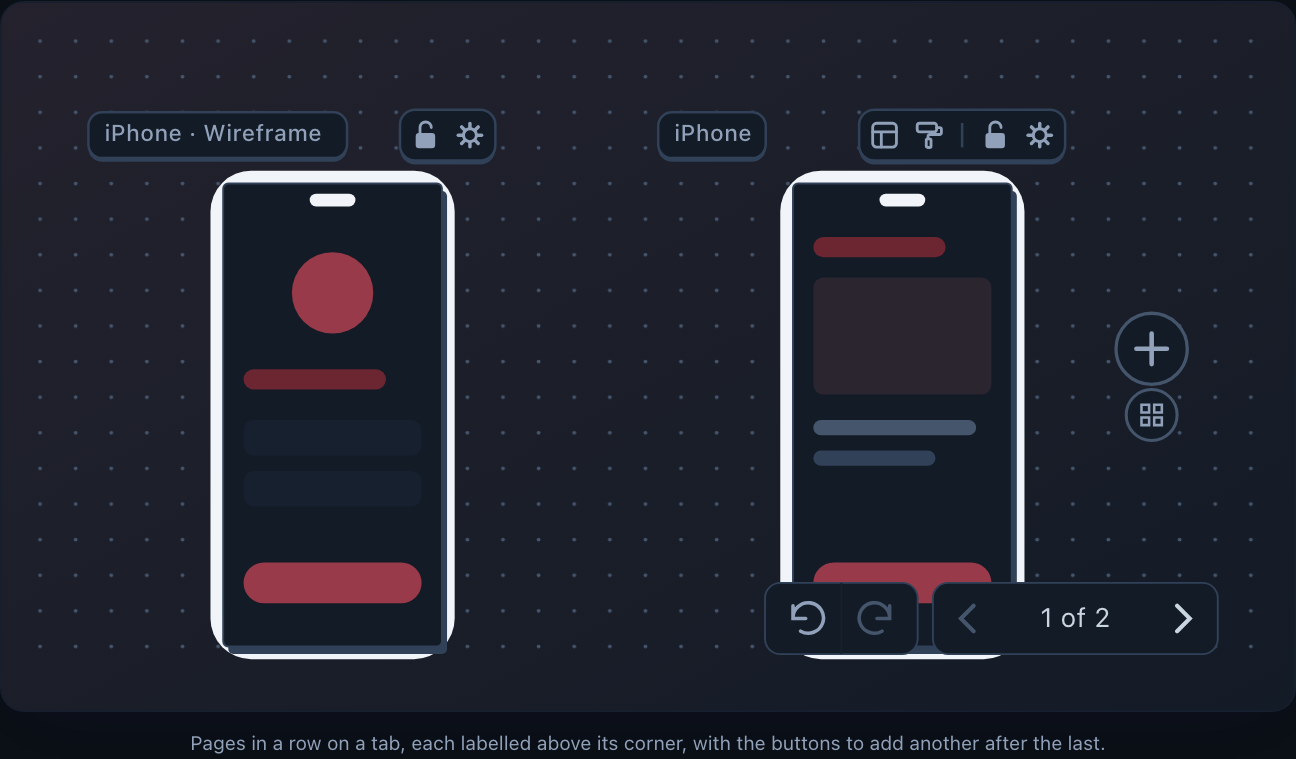 iPhone · Wireframe
iPhone
1 of 2
Pages in a row on a tab, each labelled above its corner, with the buttons to add another after the last.